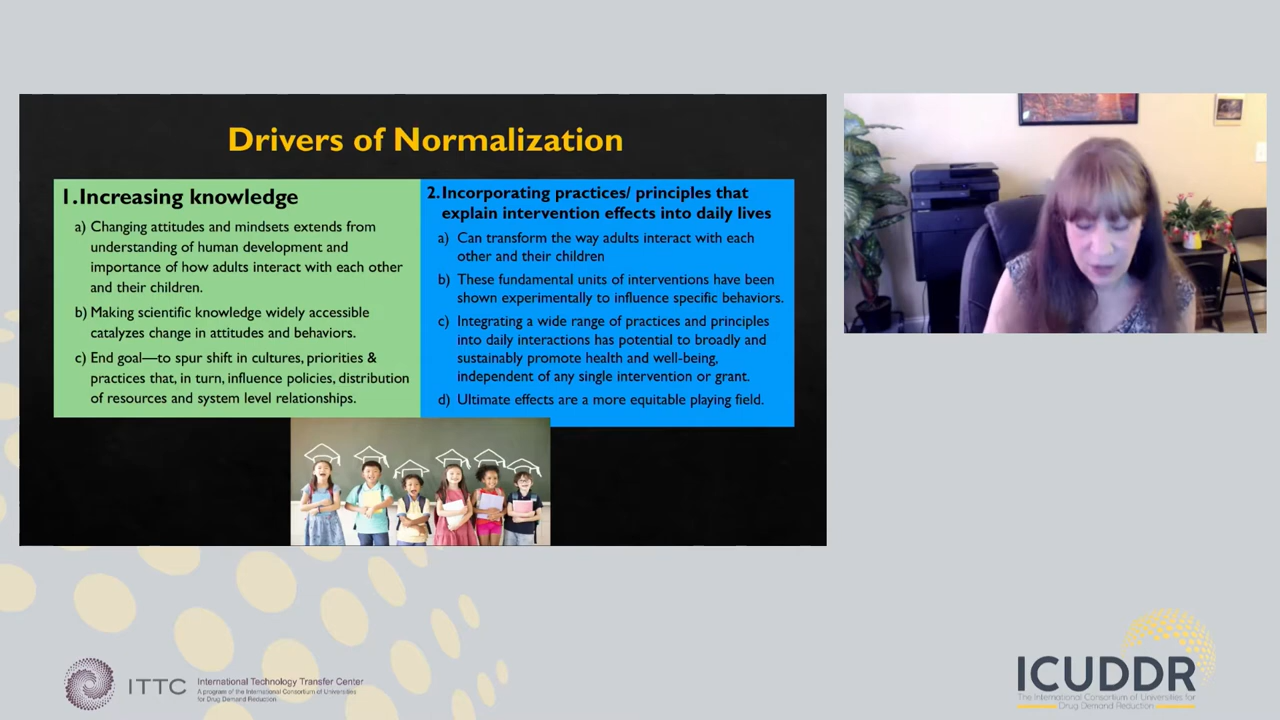 Drivers of Normalization
1.Increasing knowledge
a) Changing attitudes and mindsets extends from
understanding of human development and
importance of how adults interact with each other
and their children.
b) Making scientific knowledge widely accessible
catalyzes change in attitudes and behaviors.
c) End goal—to spur shift in cultures, priorities &
practices that, in turn, influence policies, distribution
of resources and system level relationships.
2.Incorporating practices/ principles that
explain intervention effects into daily lives
a) Can transform the way adults interact with each
other and their children
b) These fundamental units of interventions have been
shown experimentally to influence specific behaviors.
c) Integrating a wide range of practices and principles
into daily interactions has potential to broadly and
sustainably promote health and well-being,
independent of any single intervention or grant.
d) Ultimate effects are a more equitable playing field.
ITTC
International Technology Transfer Center
A program of the International Consortium of Universities
for Drug Demand Reduction
ICUDDR
The International Consortium of Universities for
Drug Demand Reduction